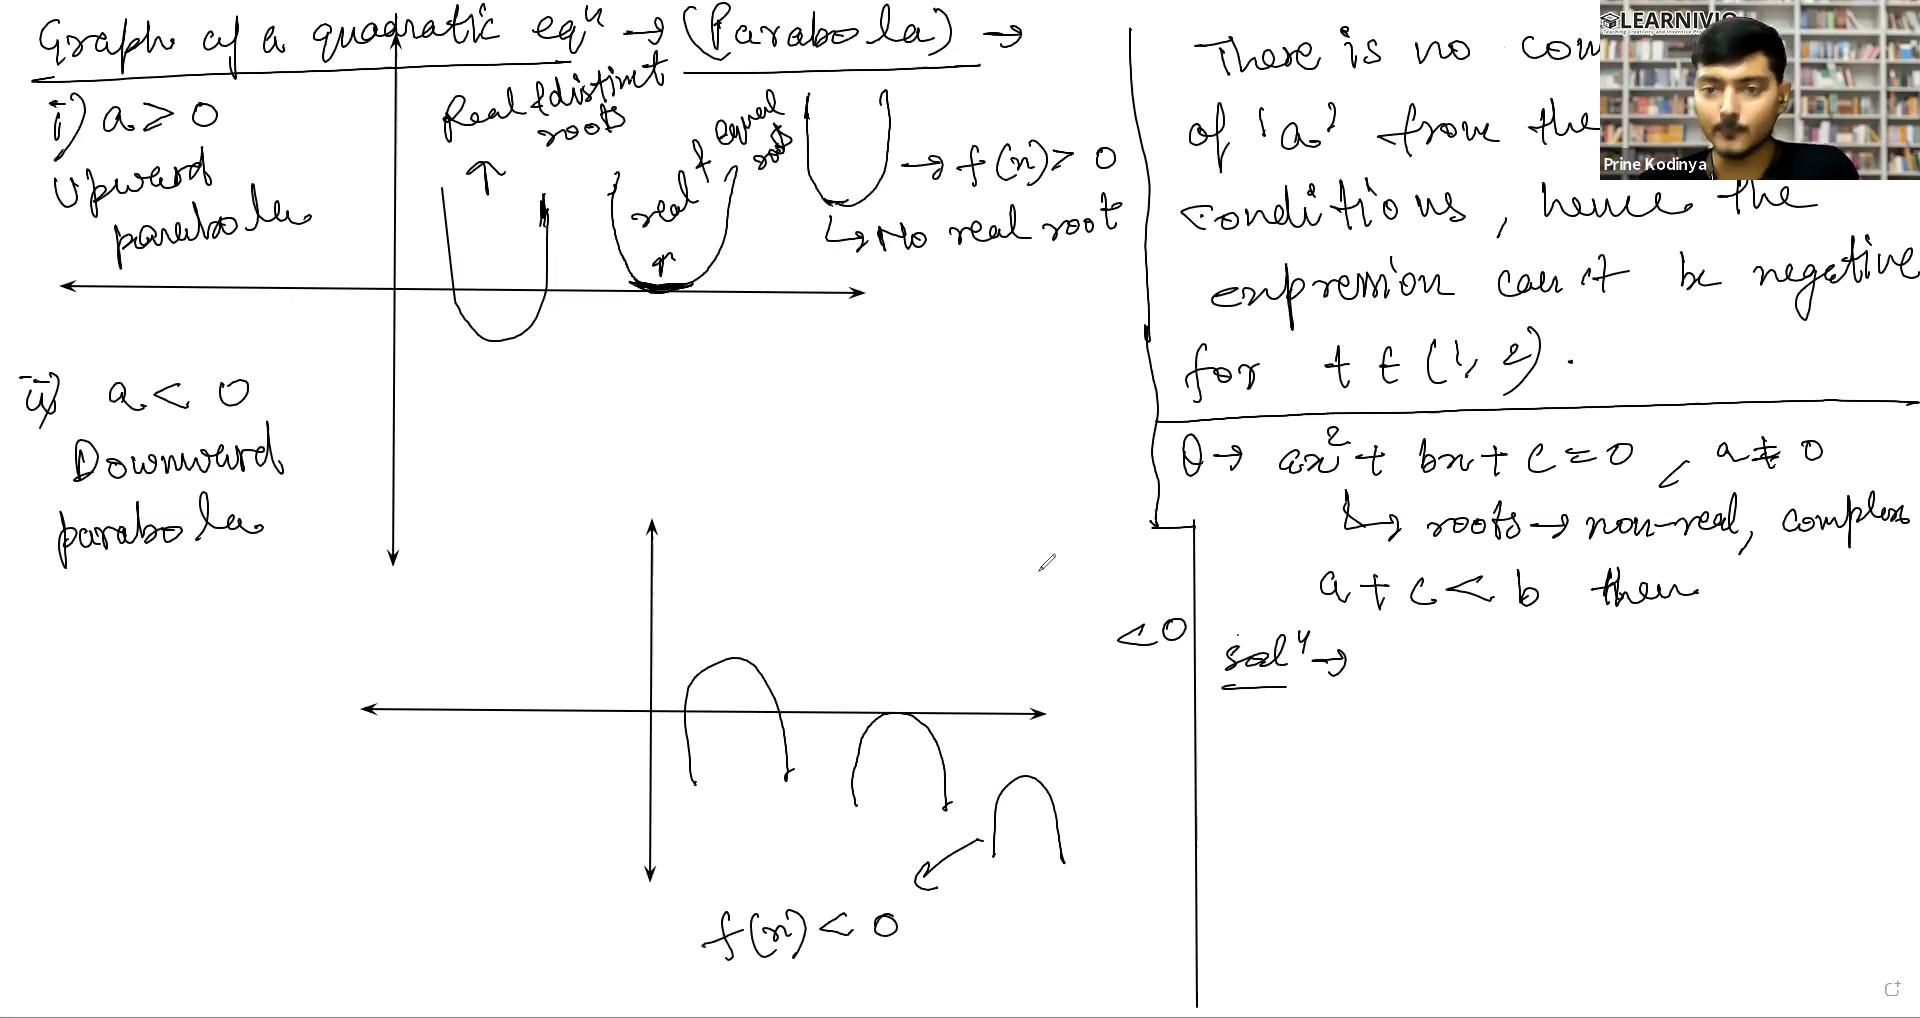 Graph of a quadratic eqⁿ → (Parabola) →
i) a ≥ 0
Upward
parabola
Real & distinct
roots
real & equal
roots
→ f(x) > 0
↳ No real root
ii) a < 0
Downward
parabola
f(x) < 0
There is no com
of 'a' from the
conditions, hence the
expression can't be negative
for t ∈ (1, 2).
Q → ax² + bx + c = 0, a ≠ 0
↳ roots → non-real, complex
a + c < b then
< 0
solⁿ →
LEARNIVIO
Prine Kodinya